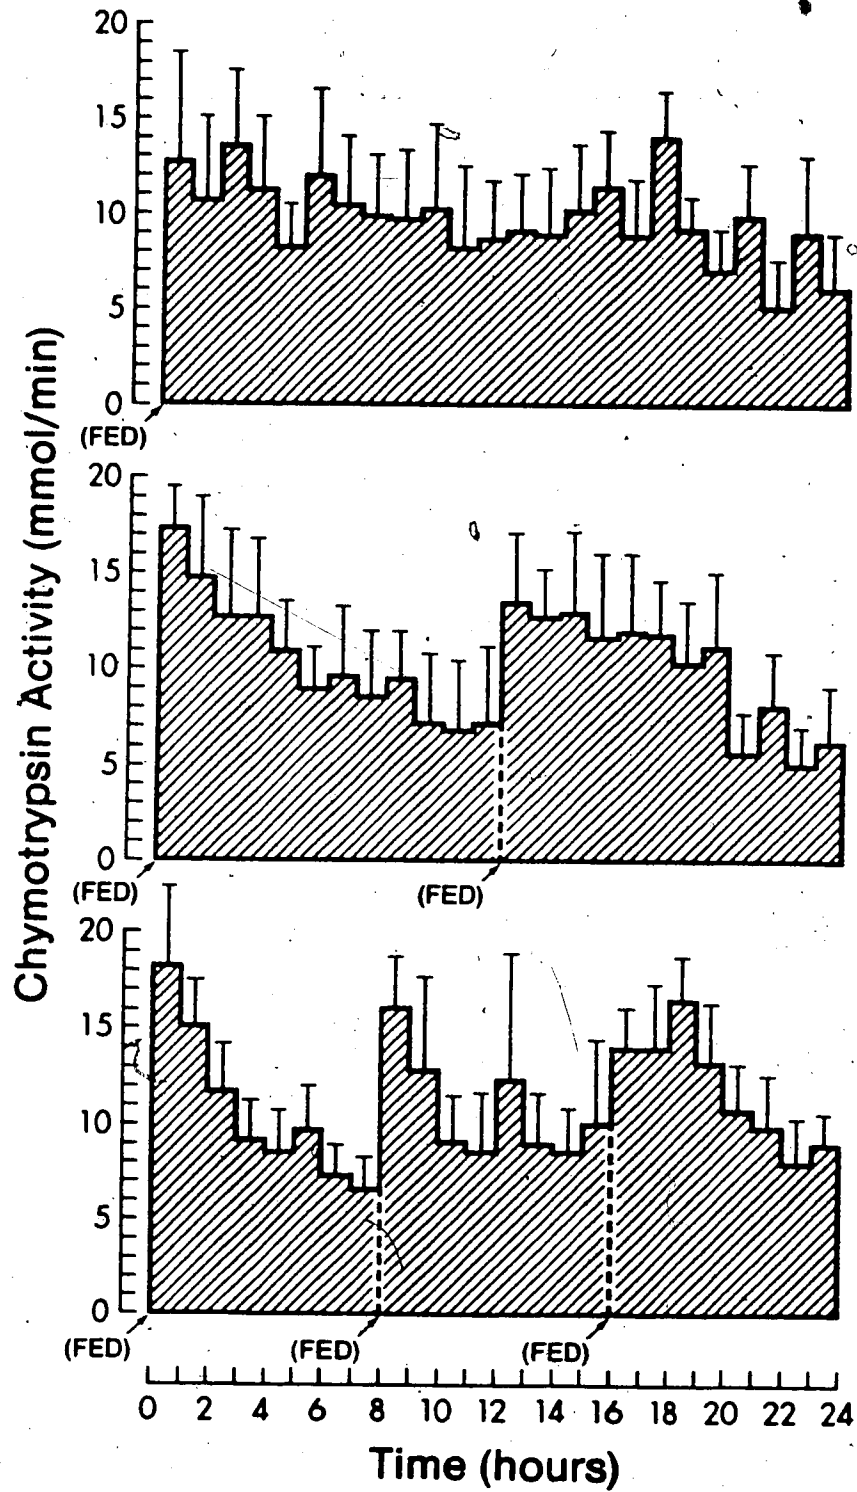 Chymotrypsin Activity (mmol/min)
20
15
10
5
0
(FED)
20
15
10
5
0
(FED) (FED)
20
15
10
5
0
(FED) (FED) (FED)
0 2 4 6 8 10 12 14 16 18 20 22 24
Time (hours)